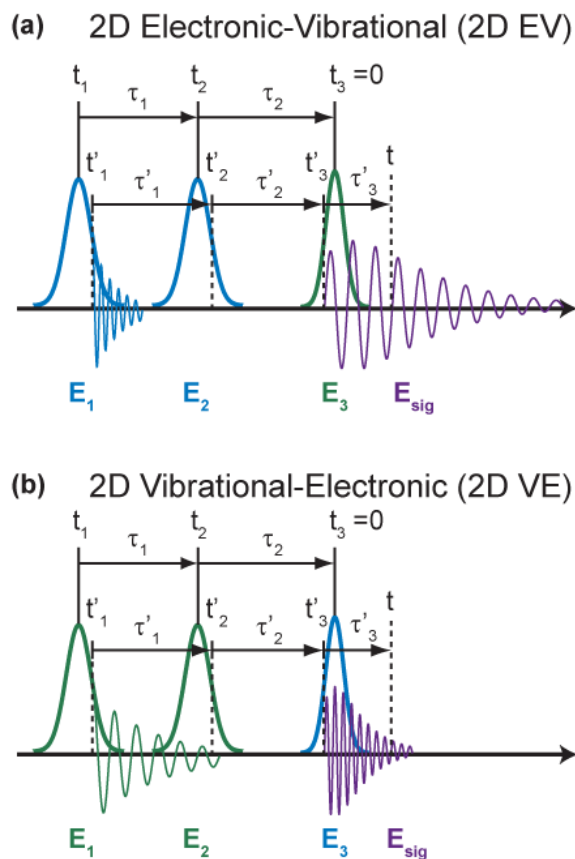 (a) 2D Electronic-Vibrational (2D EV)
t₁ t₂ t₃ =0
τ₁ τ₂
t'₁ t'₂ t'₃ t
τ'₁ τ'₂ τ'₃
E₁ E₂ E₃ E_sig
(b) 2D Vibrational-Electronic (2D VE)
t₁ t₂ t₃ =0
τ₁ τ₂
t'₁ t'₂ t'₃ t
τ'₁ τ'₂ τ'₃
E₁ E₂ E₃ E_sig